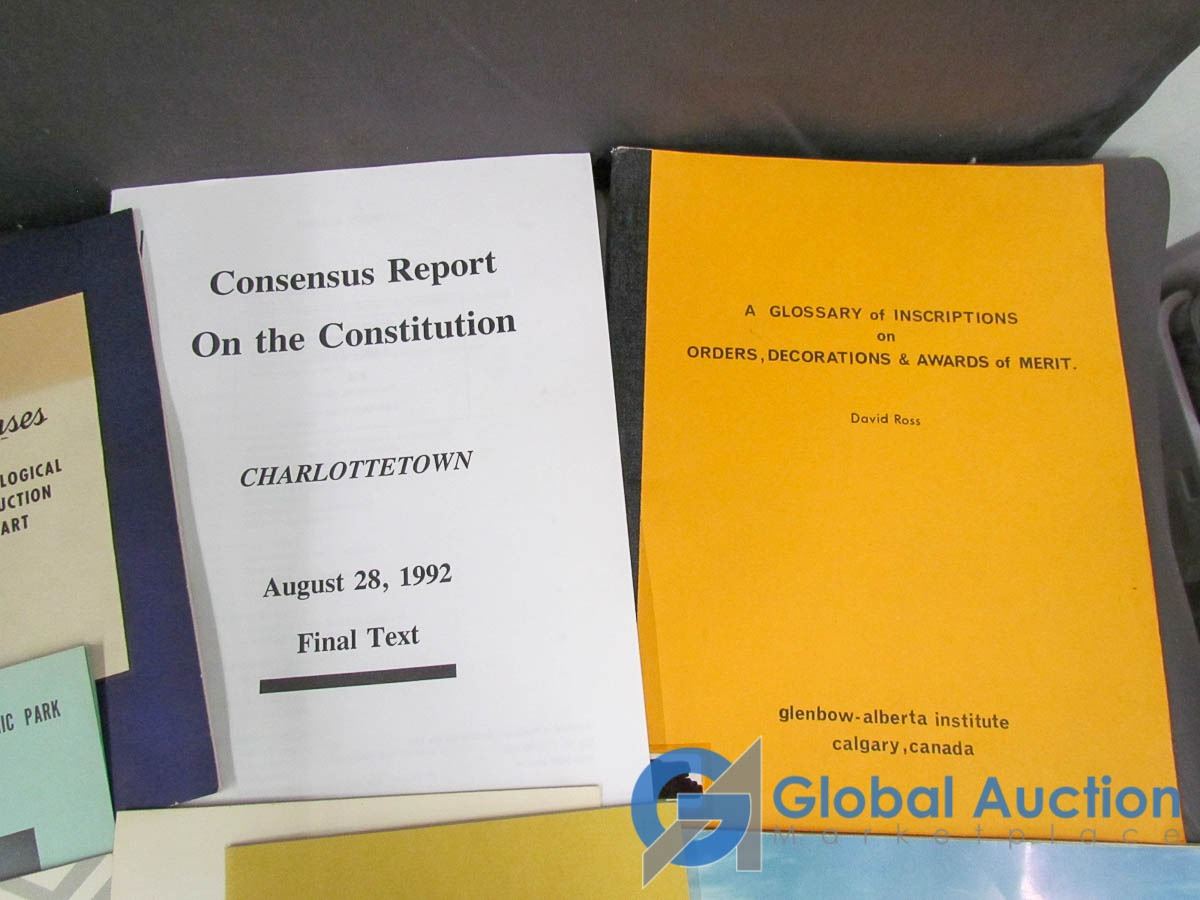 LOGICAL
ART
IC PARK
Consensus Report
On the Constitution
CHARLOTTETOWN
August 28, 1992
Final Text
A GLOSSARY of INSCRIPTIONS
on
ORDERS, DECORATIONS & AWARDS of MERIT.
David Ross
glenbow-alberta institute
calgary, canada
Global Auction
Marketplace